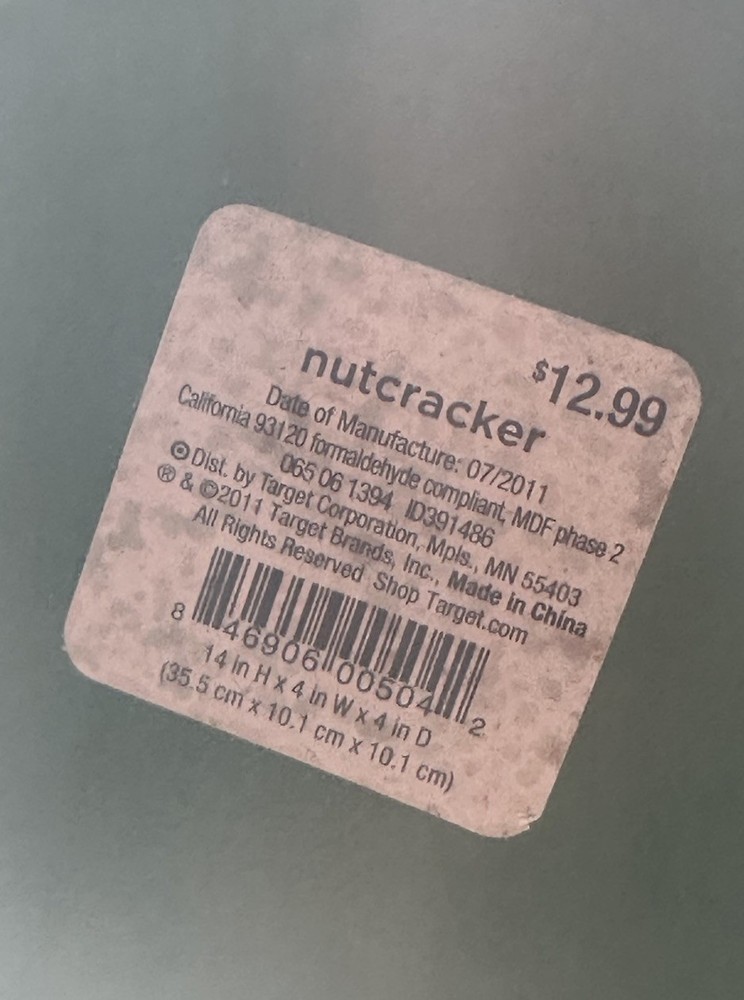 $12.99
nutcracker
Date of Manufacture: 07/2011
California 93120 formaldehyde compliant, MDF phase 2
065 06 1394 ID391486
Dist. by Target Corporation, Mpls., MN 55403
® & ©2011 Target Brands, Inc., Made in China
All Rights Reserved Shop Target.com
8 46906 00504 2
14 in H x 4 in W x 4 in D
(35.5 cm x 10.1 cm x 10.1 cm)